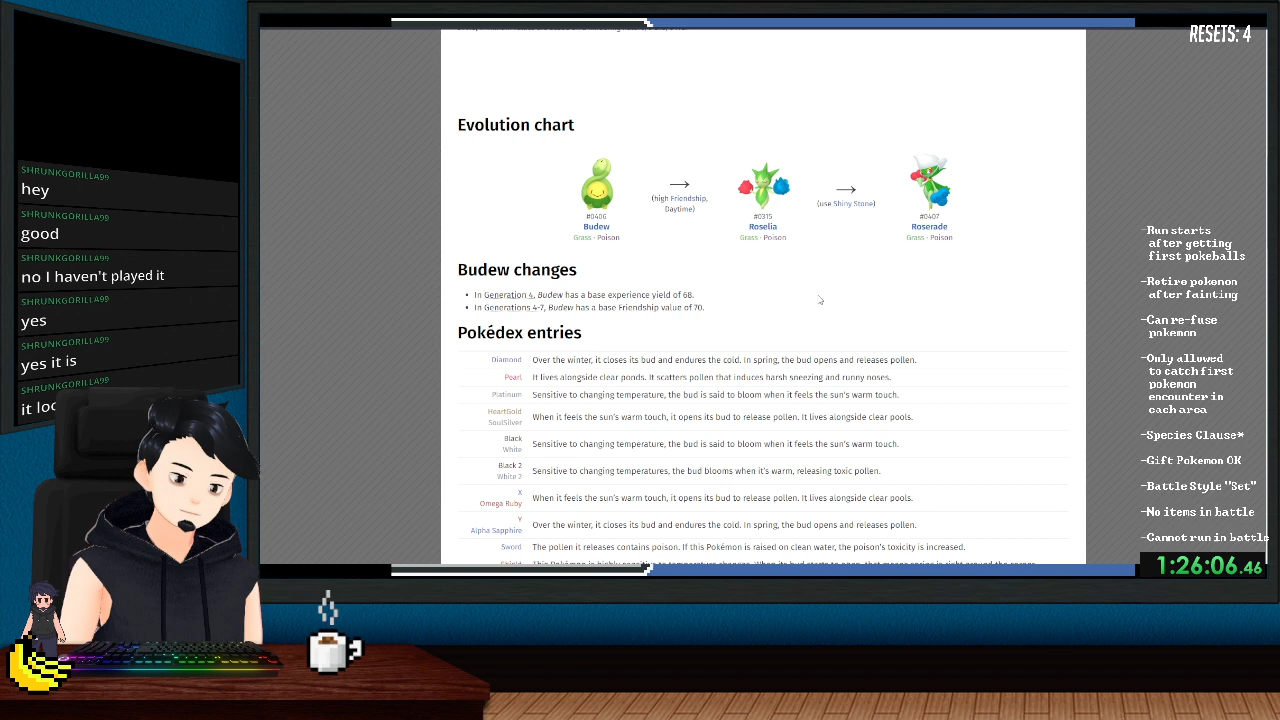 RESETS: 4
SHRUNKGORILLA99
hey
SHRUNKGORILLA99
good
SHRUNKGORILLA99
no I haven't played it
SHRUNKGORILLA99
yes
SHRUNKGORILLA99
yes it is
SHRUNKGORILLA99
it
Evolution chart
(high Friendship,
Daytime)
(use Shiny Stone)
#0406
Budew
Grass · Poison
#0315
Roselia
Grass · Poison
#0407
Roserade
Grass · Poison
Budew changes
• In Generation 4, Budew has a base experience yield of 68.
• In Generations 4-7, Budew has a base Friendship value of 70.
Pokédex entries
Diamond Over the winter, it closes its bud and endures the cold. In spring, the bud opens and releases pollen.
Pearl It lives alongside clear ponds. It scatters pollen that induces harsh sneezing and runny noses.
Platinum Sensitive to changing temperature, the bud is said to bloom when it feels the sun's warm touch.
HeartGold
SoulSilver When it feels the sun's warm touch, it opens its bud to release pollen. It lives alongside clear pools.
Black
White Sensitive to changing temperature, the bud is said to bloom when it feels the sun's warm touch.
Black 2
White 2 Sensitive to changing temperatures, the bud blooms when it's warm, releasing toxic pollen.
X
Omega Ruby When it feels the sun's warm touch, it opens its bud to release pollen. It lives alongside clear pools.
Y
Alpha Sapphire Over the winter, it closes its bud and endures the cold. In spring, the bud opens and releases pollen.
Sword The pollen it releases contains poison. If this Pokémon is raised on clean water, the poison's toxicity is increased.
-Run starts
after getting
first pokeballs
-Retire pokemon
after fainting
-Can re-fuse
pokemon
-Only allowed
to catch first
pokemon
encounter in
each area
-Species Clause*
-Gift Pokemon OK
-Battle Style "Set"
-No items in battle
-Cannot run in battle
1:26:06.46